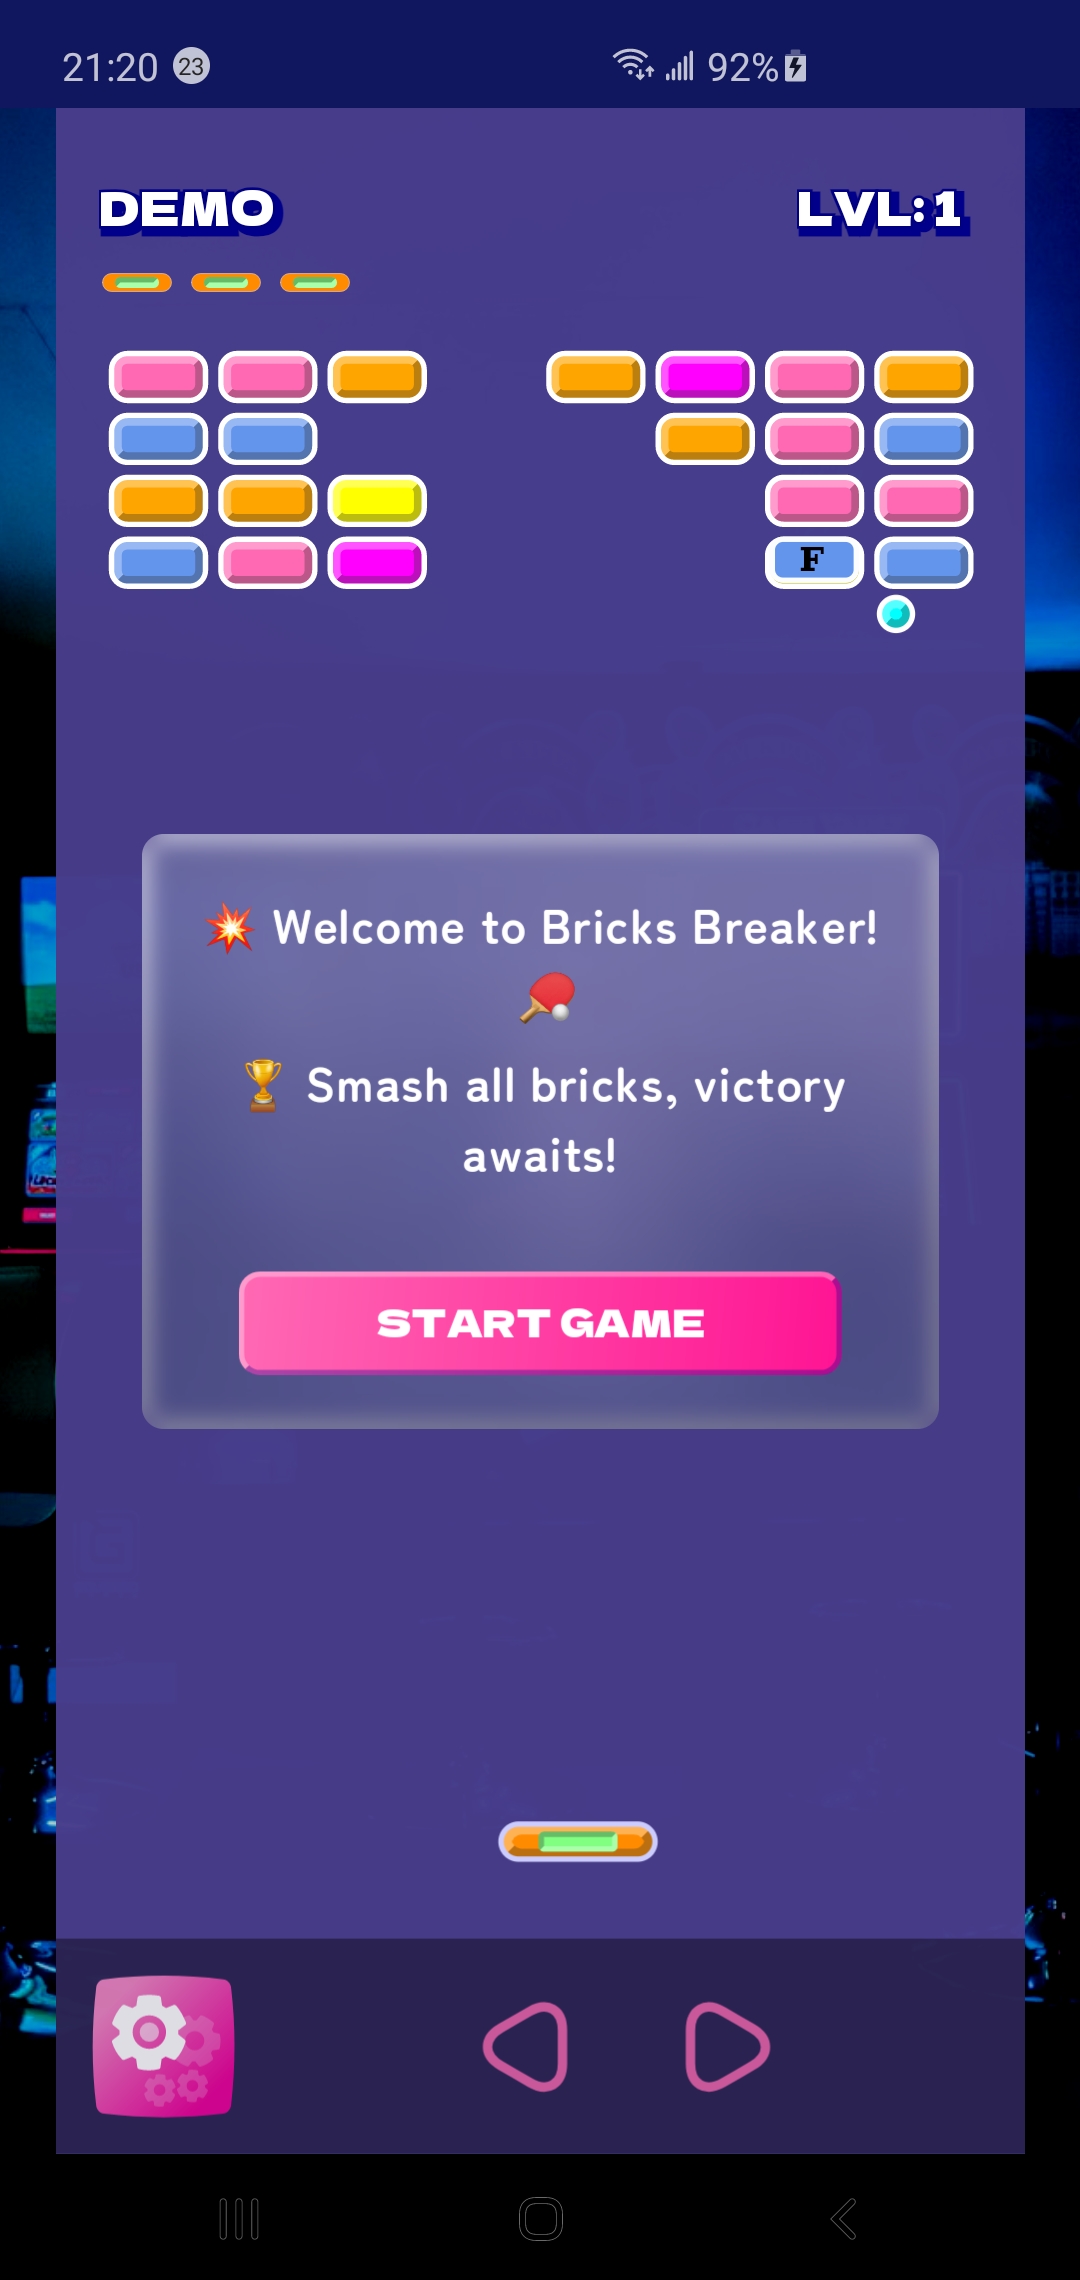 21:20 23 92%
DEMO LVL:1
F
💥 Welcome to Bricks Breaker!
🏓
🏆 Smash all bricks, victory
awaits!
START GAME